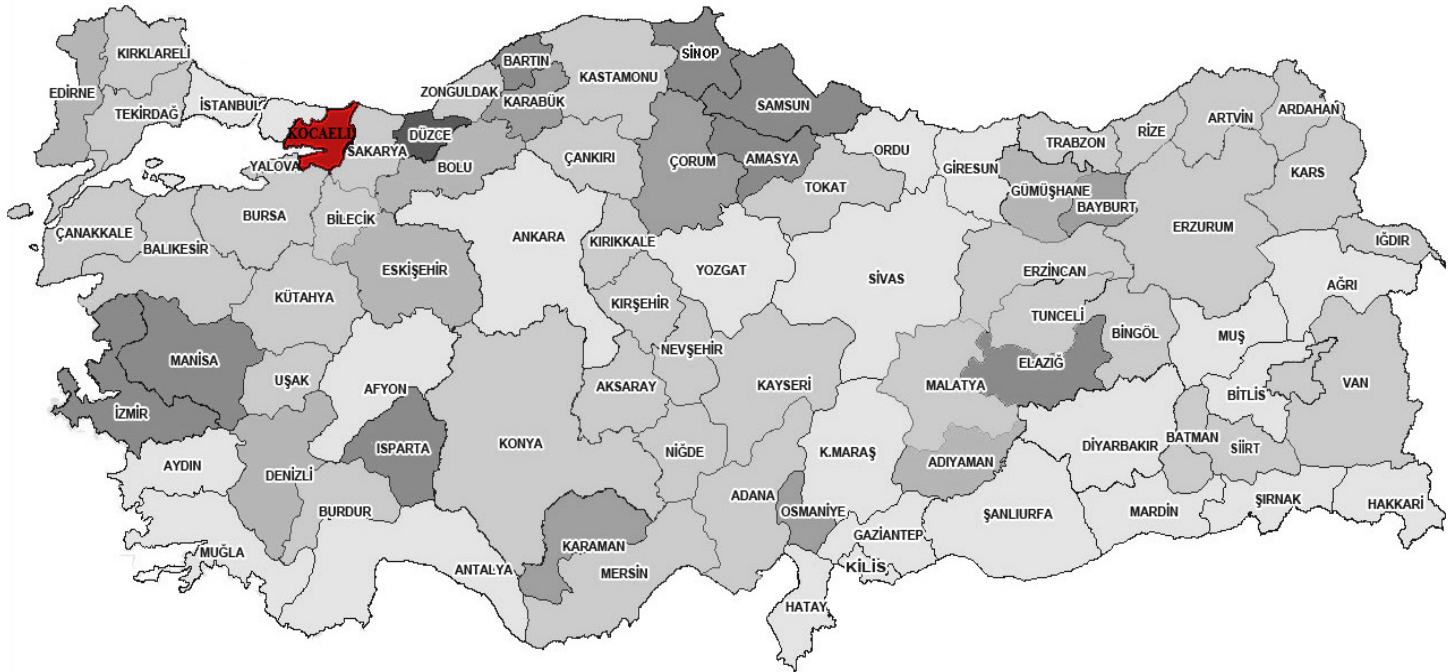 KIRKLARELİ
EDİRNE
TEKİRDAĞ
İSTANBUL
KOCAELİ
YALOVA
SAKARYA
DÜZCE
ZONGULDAK
BARTIN
KARABÜK
KASTAMONU
SİNOP
SAMSUN
BOLU
ÇANKIRI
ÇORUM
AMASYA
TOKAT
ORDU
GİRESUN
TRABZON
RİZE
ARTVİN
ARDAHAN
KARS
GÜMÜŞHANE
BAYBURT
ERZURUM
IĞDIR
AĞRI
ÇANAKKALE
BALIKESİR
BURSA
BİLECİK
ESKİŞEHİR
KÜTAHYA
ANKARA
KIRIKKALE
KIRŞEHİR
YOZGAT
SİVAS
ERZİNCAN
TUNCELİ
BİNGÖL
MUŞ
ELAZIĞ
BİTLİS
VAN
MANİSA
İZMİR
UŞAK
AFYON
AKSARAY
NEVŞEHİR
KAYSERİ
MALATYA
KONYA
ISPARTA
NİĞDE
K.MARAŞ
ADIYAMAN
DİYARBAKIR
BATMAN
SİİRT
AYDIN
DENİZLİ
BURDUR
ADANA
OSMANİYE
GAZİANTEP
ŞANLIURFA
MARDİN
ŞIRNAK
HAKKARİ
MUĞLA
ANTALYA
KARAMAN
MERSİN
KİLİS
HATAY